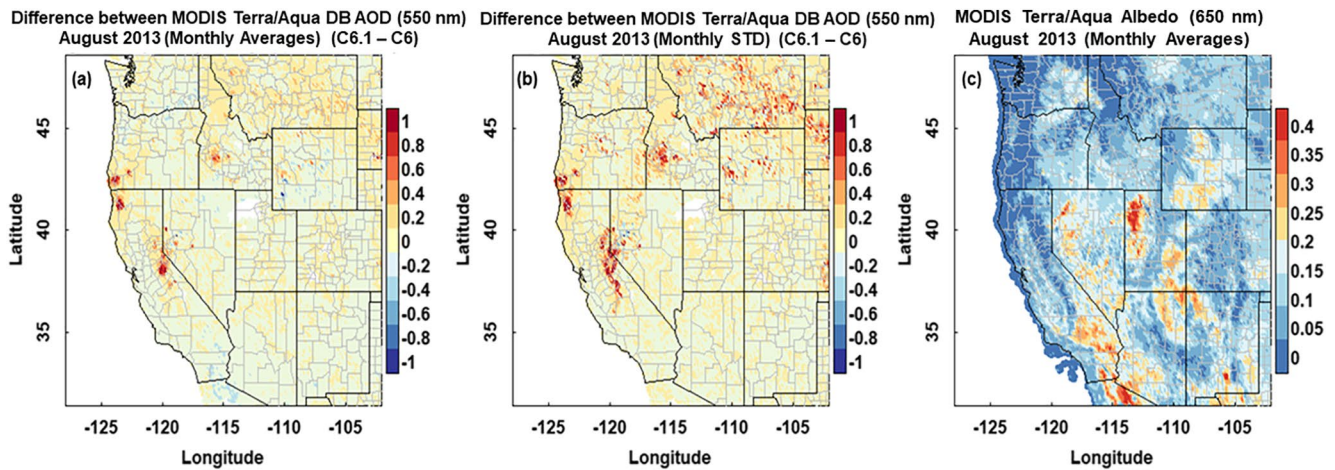 Difference between MODIS Terra/Aqua DB AOD (550 nm)
August 2013 (Monthly Averages) (C6.1 – C6)
(a)
45
40
35
Latitude
-125 -120 -115 -110 -105
Longitude
1
0.8
0.6
0.4
0.2
0
-0.2
-0.4
-0.6
-0.8
-1
Difference between MODIS Terra/Aqua DB AOD (550 nm)
August 2013 (Monthly STD) (C6.1 – C6)
(b)
45
40
35
Latitude
-125 -120 -115 -110 -105
Longitude
1
0.8
0.6
0.4
0.2
0
-0.2
-0.4
-0.6
-0.8
-1
MODIS Terra/Aqua Albedo (650 nm)
August 2013 (Monthly Averages)
(c)
45
40
35
Latitude
-125 -120 -115 -110 -105
Longitude
0.4
0.35
0.3
0.25
0.2
0.15
0.1
0.05
0